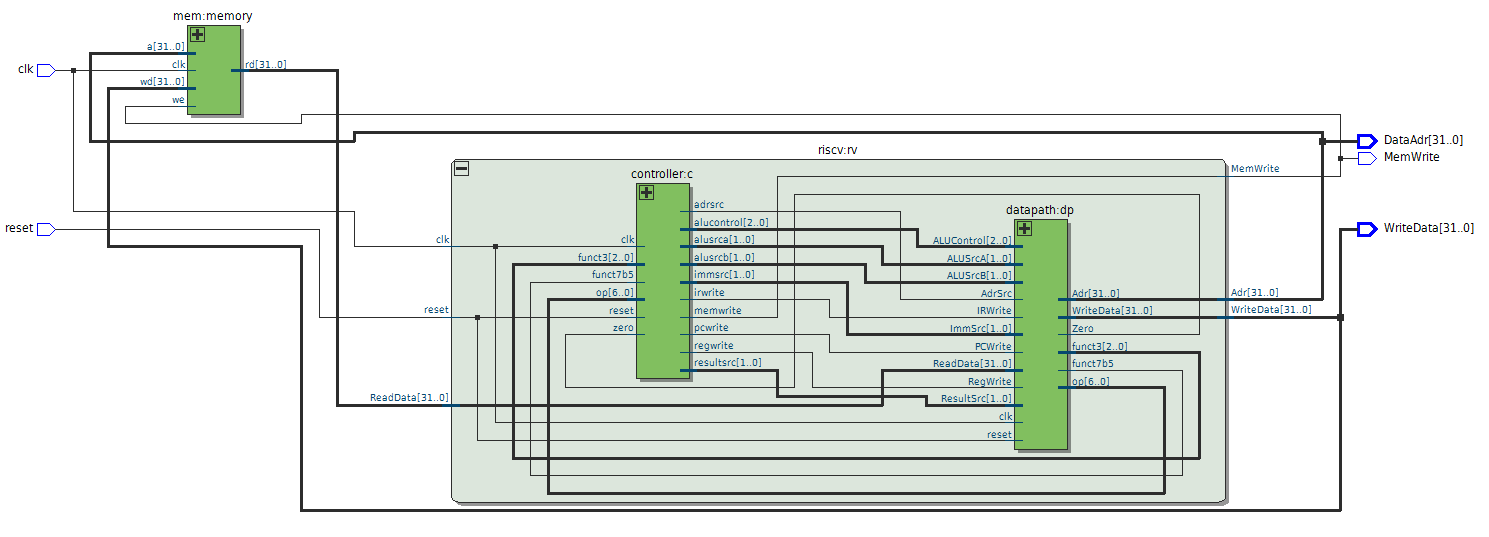 mem:memory
a[31..0]
clk
wd[31..0]
we
rd[31..0]
clk
reset
DataAdr[31..0]
MemWrite
WriteData[31..0]
riscv:rv
clk
reset
ReadData[31..0]
MemWrite
Adr[31..0]
WriteData[31..0]
controller:c
clk
funct3[2..0]
funct7b5
op[6..0]
reset
zero
adrsrc
alucontrol[2..0]
alusrca[1..0]
alusrcb[1..0]
immsrc[1..0]
irwrite
memwrite
pcwrite
regwrite
resultsrc[1..0]
datapath:dp
ALUControl[2..0]
ALUSrcA[1..0]
ALUSrcB[1..0]
AdrSrc
IRWrite
ImmSrc[1..0]
PCWrite
ReadData[31..0]
RegWrite
ResultSrc[1..0]
clk
reset
Adr[31..0]
WriteData[31..0]
Zero
funct3[2..0]
funct7b5
op[6..0]